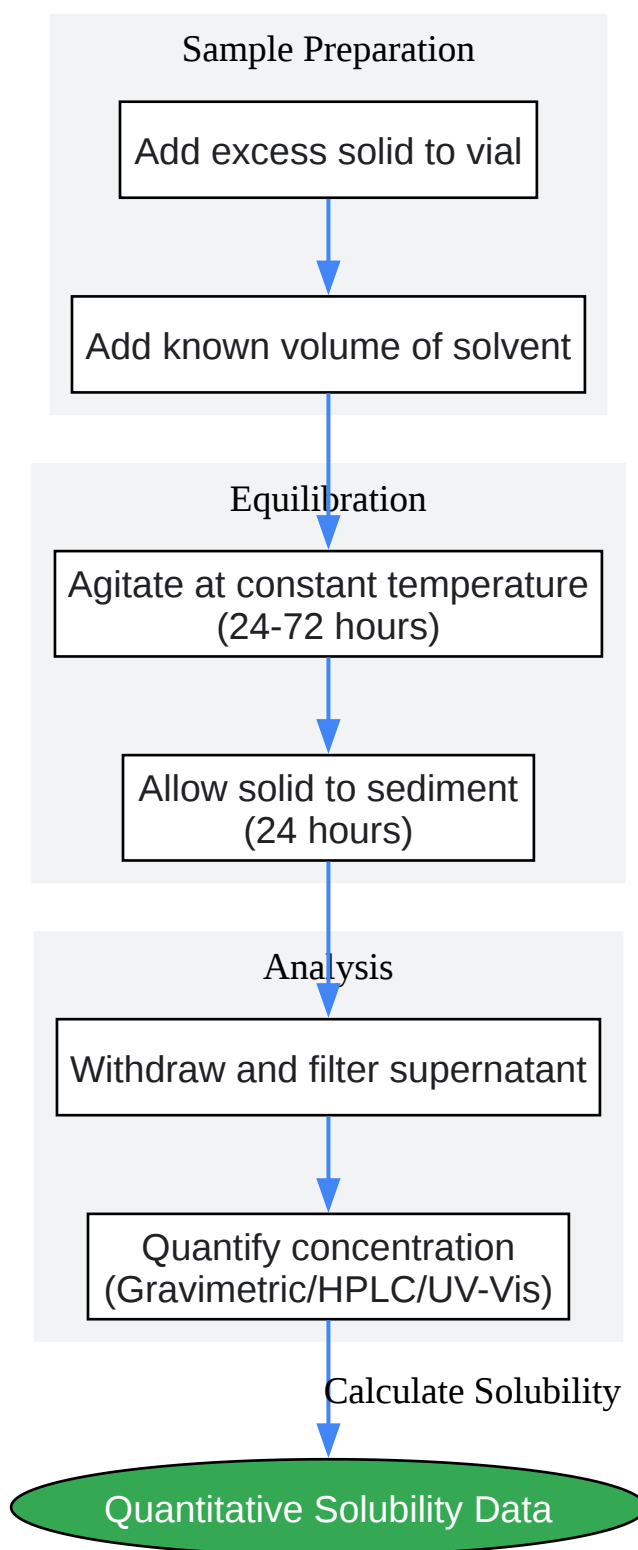 Sample Preparation
Add excess solid to vial
Add known volume of solvent
Equilibration
Agitate at constant temperature
(24-72 hours)
Allow solid to sediment
(24 hours)
Analysis
Withdraw and filter supernatant
Quantify concentration
(Gravimetric/HPLC/UV-Vis)
Calculate Solubility
Quantitative Solubility Data